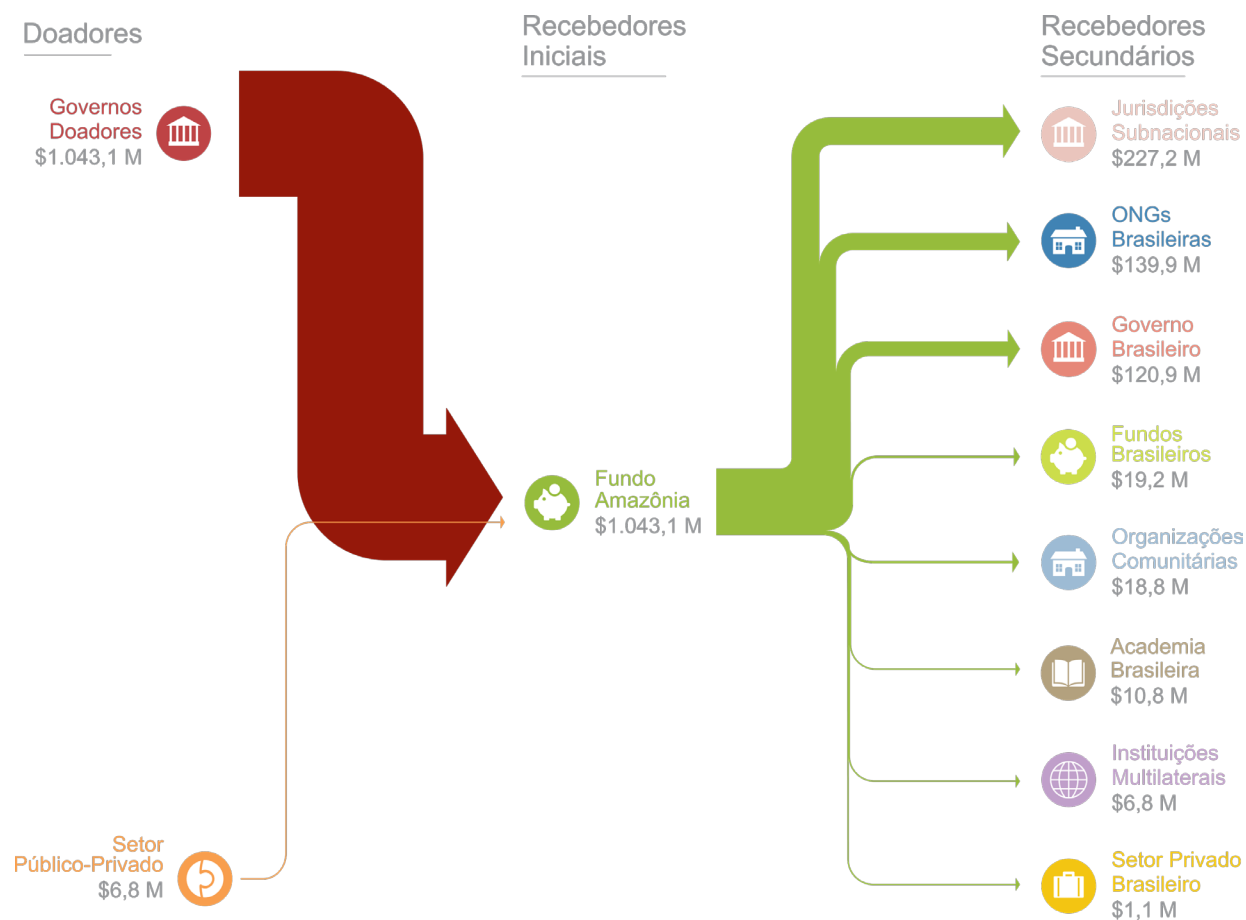 Doadores
Governos
Doadores
$1.043,1 M
Setor
Público-Privado
$6,8 M
Recebedores
Iniciais
Fundo
Amazônia
$1.043,1 M
Recebedores
Secundários
Jurisdições
Subnacionais
$227,2 M
ONGs
Brasileiras
$139,9 M
Governo
Brasileiro
$120,9 M
Fundos
Brasileiros
$19,2 M
Organizações
Comunitárias
$18,8 M
Academia
Brasileira
$10,8 M
Instituições
Multilaterais
$6,8 M
Setor Privado
Brasileiro
$1,1 M